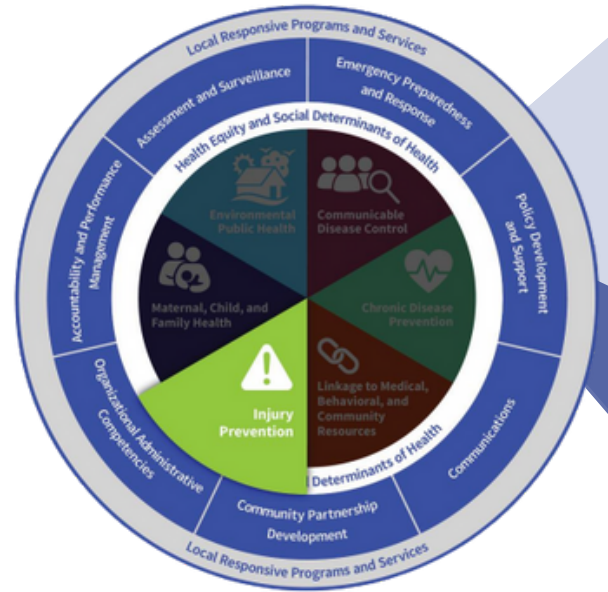 Local Responsive Programs and Services
Assessment and Surveillance
Emergency Preparedness
and Response
Health Equity and Social Determinants of Health
Accountability and Performance
Management
Policy Development
and Support
Environmental
Public Health
Communicable
Disease Control
Maternal, Child, and
Family Health
Chronic Disease
Prevention
Injury
Prevention
Linkage to Medical,
Behavioral, and
Community
Resources
Organizational Administrative
Competencies
Communications
l Determinants of Health
Community Partnership
Development
Local Responsive Programs and Services